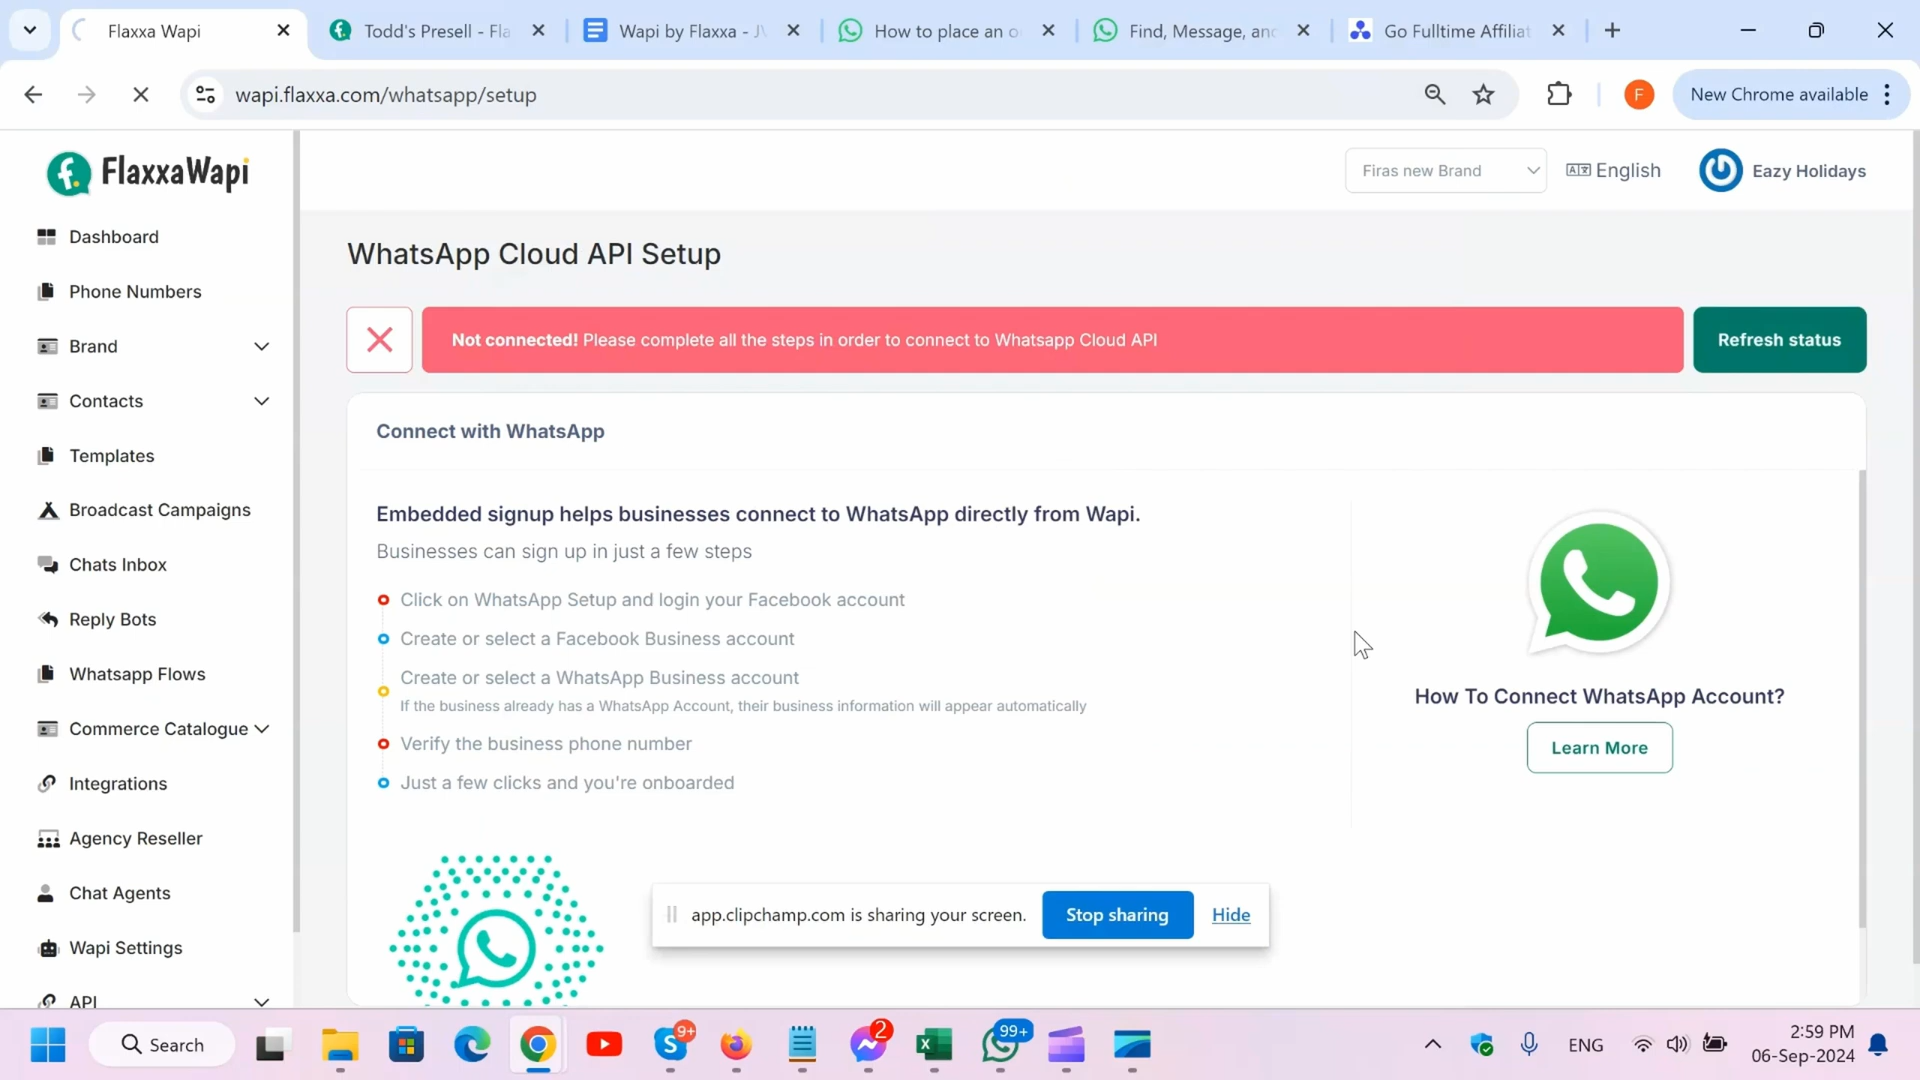 Flaxxa Wapi
Todd's Presell - Fla
Wapi by Flaxxa - JV
How to place an o
Find, Message, and
Go Fulltime Affiliat
wapi.flaxxa.com/whatsapp/setup
F
New Chrome available
FlaxxaWapi
Firas new Brand
English
Eazy Holidays
Dashboard
Phone Numbers
Brand
Contacts
Templates
Broadcast Campaigns
Chats Inbox
Reply Bots
Whatsapp Flows
Commerce Catalogue
Integrations
Agency Reseller
Chat Agents
Wapi Settings
API
WhatsApp Cloud API Setup
Not connected! Please complete all the steps in order to connect to Whatsapp Cloud API
Refresh status
Connect with WhatsApp
Embedded signup helps businesses connect to WhatsApp directly from Wapi.
Businesses can sign up in just a few steps
Click on WhatsApp Setup and login your Facebook account
Create or select a Facebook Business account
Create or select a WhatsApp Business account
If the business already has a WhatsApp Account, their business information will appear automatically
Verify the business phone number
Just a few clicks and you're onboarded
How To Connect WhatsApp Account?
Learn More
app.clipchamp.com is sharing your screen.
Stop sharing
Hide
Search
9+
2
99+
ENG
2:59 PM
06-Sep-2024